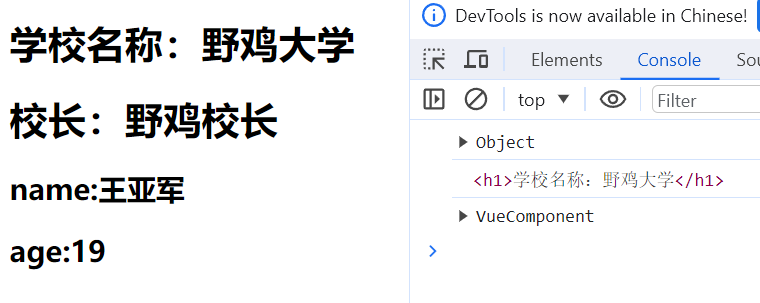 学校名称：野鸡大学
校长：野鸡校长
name:王亚军
age:19
DevTools is now available in Chinese!
Elements Console Sou
top Filter
Object
<h1>学校名称：野鸡大学</h1>
VueComponent